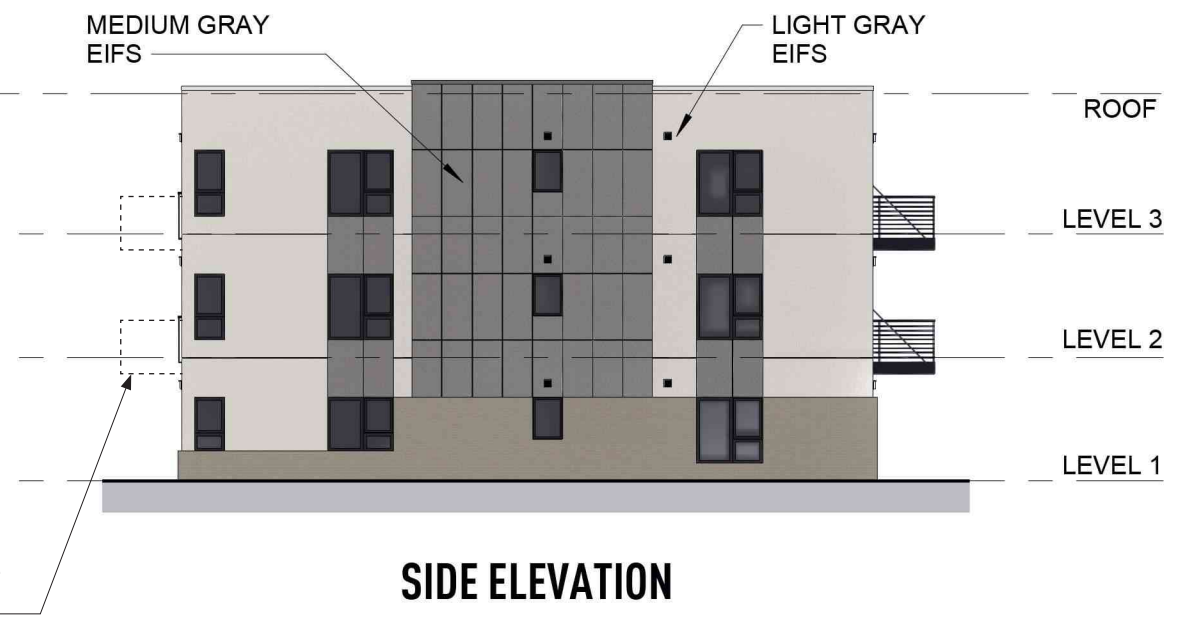 MEDIUM GRAY
EIFS
LIGHT GRAY
EIFS
ROOF
LEVEL 3
LEVEL 2
LEVEL 1
SIDE ELEVATION